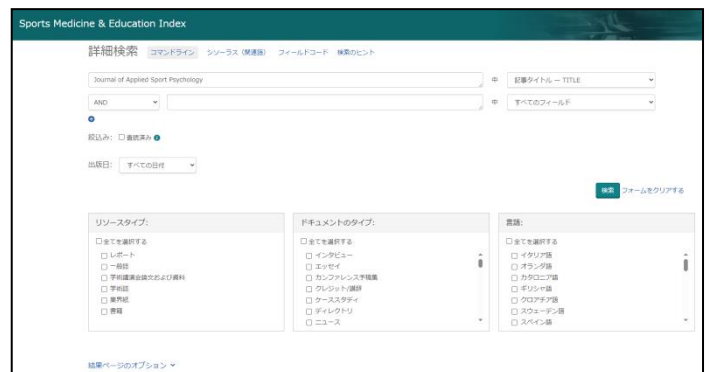 Sports Medicine & Education Index
詳細検索 コマンドライン シソーラス (関連語) フィールドコード 検索のヒント
Journal of Applied Sport Psychology 中 記事タイトル — TITLE
AND 中 すべてのフィールド
絞込み: 査読済み
出版日: すべての日付
検索 フォームをクリアする
リソースタイプ: ドキュメントのタイプ: 言語:
全てを選択する 全てを選択する 全てを選択する
レポート インタビュー イタリア語
一般誌 エッセイ オランダ語
学術講演会論文および資料 カンファレンス予稿集 カタロニア語
学術誌 クレジット/謝辞 ギリシャ語
業界紙 ケーススタディ クロアチア語
書籍 ディレクトリ スウェーデン語
ニュース スペイン語
結果ページのオプション